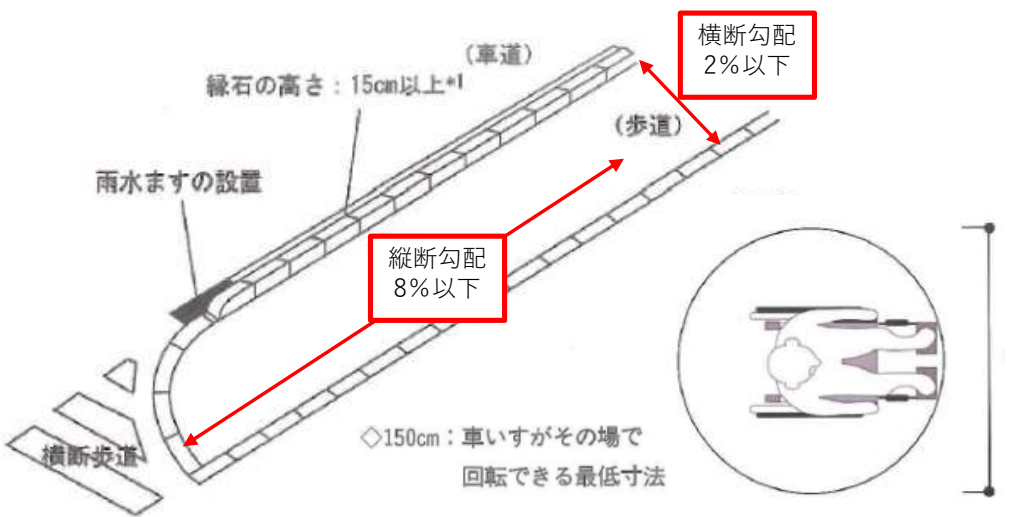 横断勾配
2%以下
(車道)
縁石の高さ：15cm以上*1
(歩道)
雨水ますの設置
縦断勾配
8%以下
横断歩道
◇150cm：車いすがその場で
回転できる最低寸法